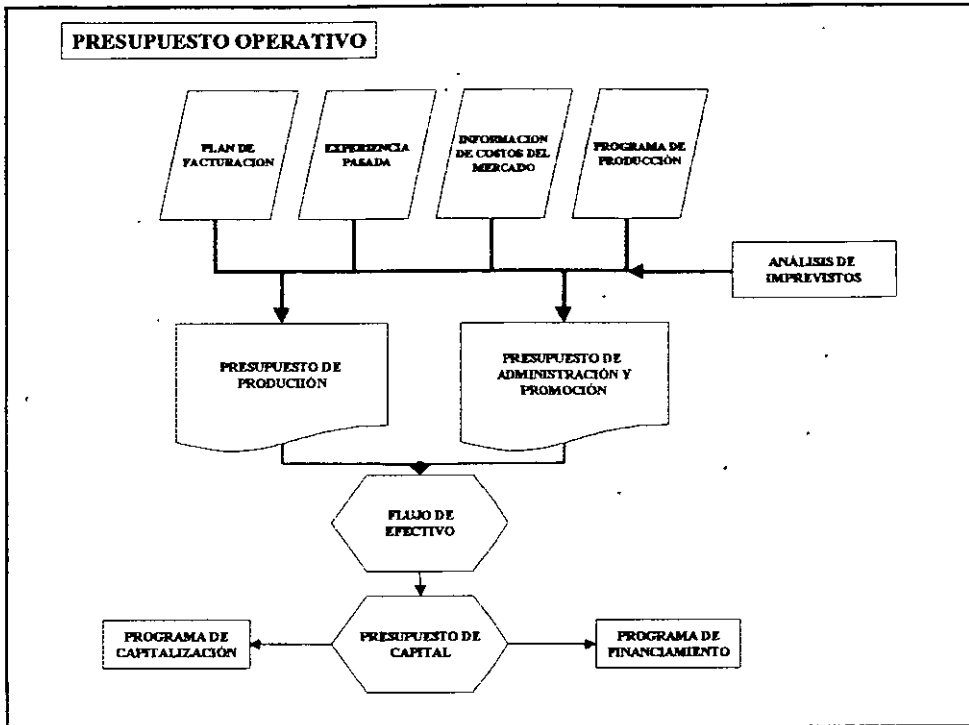 PRESUPUESTO OPERATIVO
PLAN DE
FACTURACION
EXPERIENCIA
PASADA
INFORMACION
DE COSTOS DEL
MERCADO
PROGRAMA DE
PRODUCCIÓN
ANÁLISIS DE
IMPREVISTOS
PRESUPUESTO DE
PRODUCIIÓN
PRESUPUESTO DE
ADMINISTRACIÓN Y
PROMOCIÓN
FLUJO DE
EFECTIVO
PROGRAMA DE
CAPITALIZACIÓN
PRESUPUESTO DE
CAPITAL
PROGRAMA DE
FINANCIAMIENTO